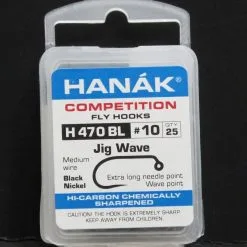 HANÁK
COMPETITION
FLY HOOKS
H 470 BL #10 QTY 25
Jig Wave
Medium wire
Black Nickel
Extra long needle point
Wave point
HI-CARBON CHEMICALLY
SHARPENED
CAUTION! THE HOOK IS EXTREMELY SHARP
KEEP AWAY FROM CHILDREN.